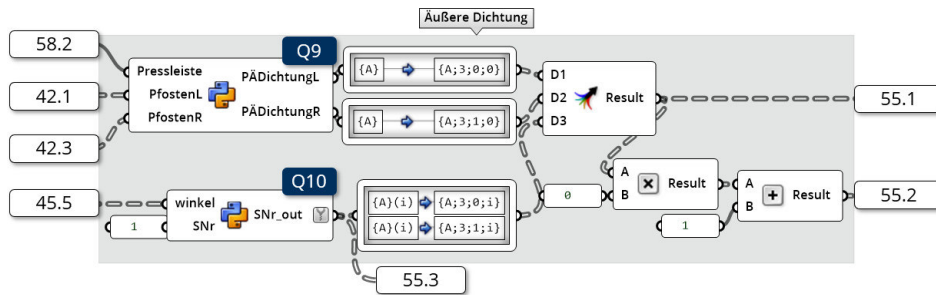 Äußere Dichtung
58.2
Q9
Pressleiste
PfostenL
PfostenR
PÄDichtungL
PÄDichtungR
{A}
{A;3;0;0}
{A}
{A;3;1;0}
D1
D2
D3
Result
42.1
42.3
55.1
Q10
45.5
1
winkel
SNr
SNr_out
{A}(i)
{A;3;0;i}
{A}(i)
{A;3;1;i}
0
A
B
Result
1
A
B
Result
55.2
55.3